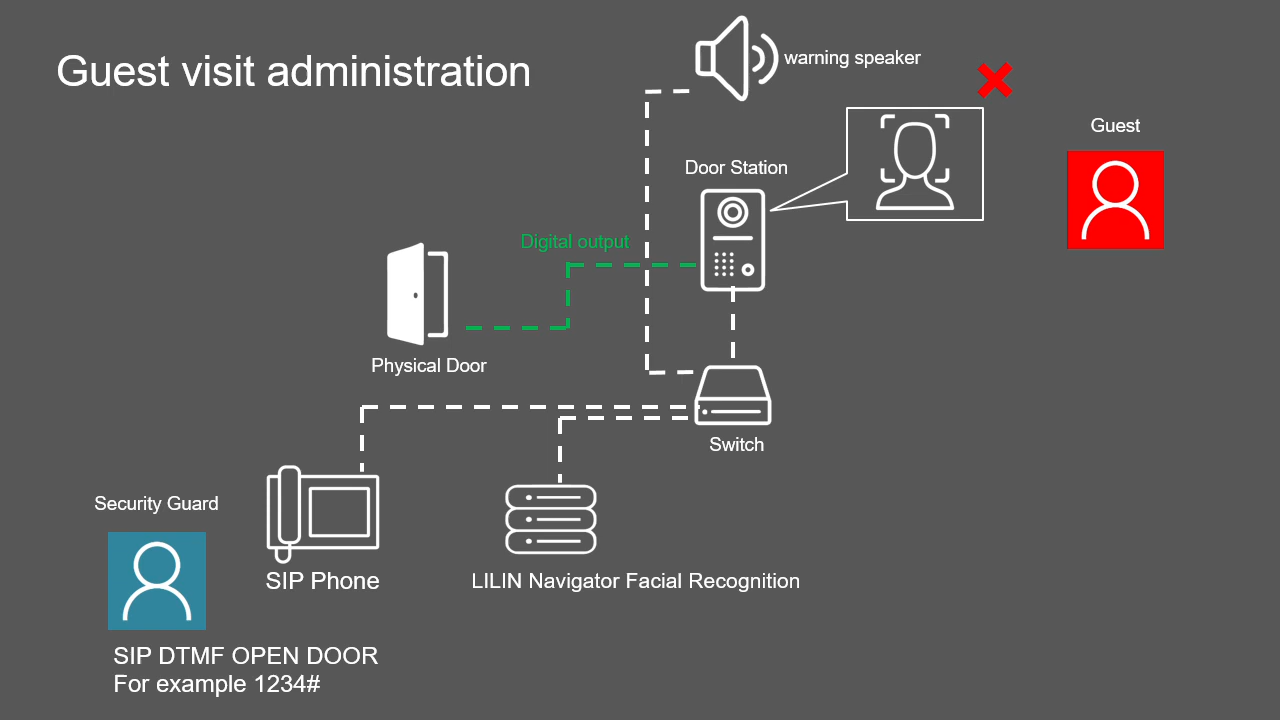 Guest visit administration
warning speaker
Guest
Door Station
Digital output
Physical Door
Switch
Security Guard
SIP Phone
LILIN Navigator Facial Recognition
SIP DTMF OPEN DOOR
For example 1234#